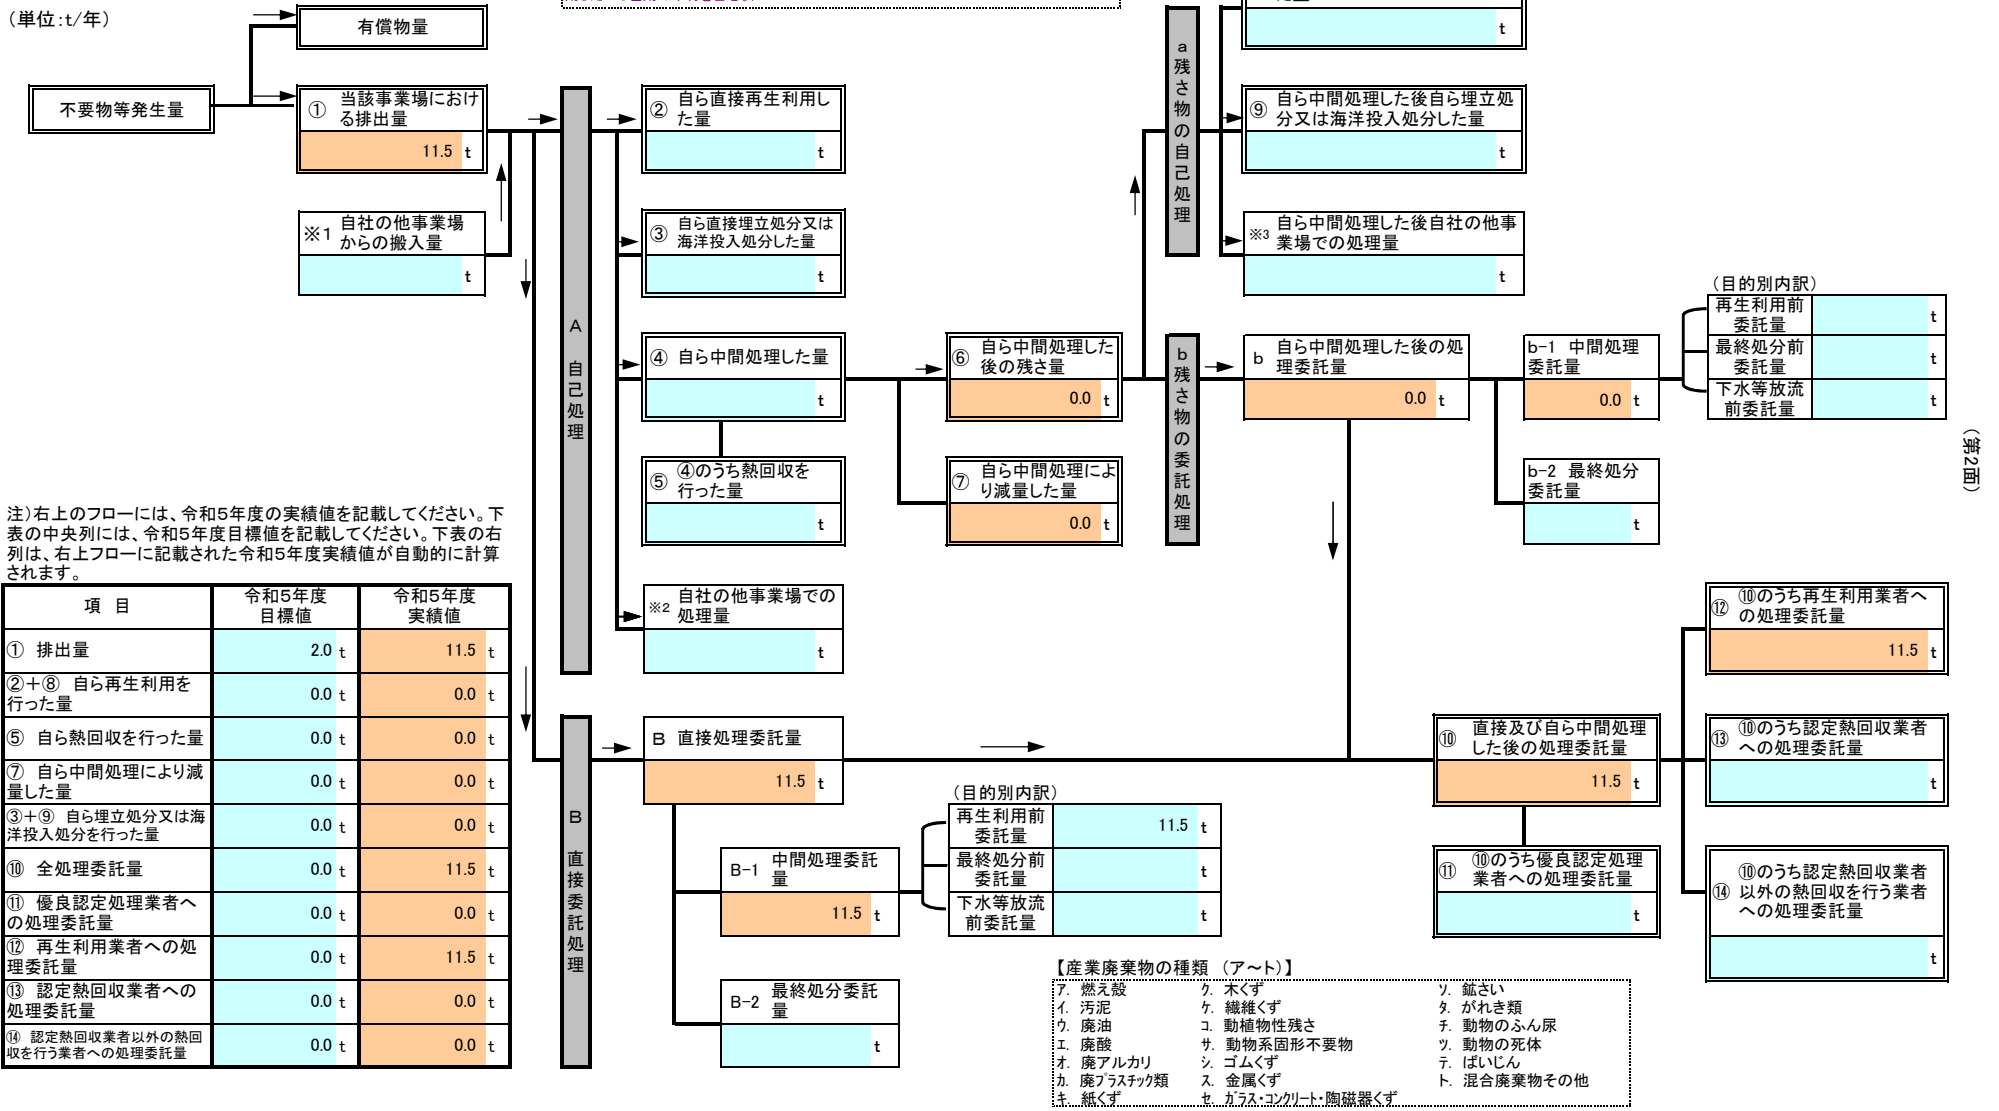 （単位：t/年）
有償物量
不要物等発生量
① 当該事業場におけ
る排出量
11.5 t
※1 自社の他事業場
からの搬入量
t
A 自己処理
② 自ら直接再生利用し
た量
t
③ 自ら直接埋立処分又は
海洋投入処分した量
t
④ 自ら中間処理した量
t
⑤ ④のうち熱回収を
行った量
t
※2 自社の他事業場での
処理量
t
⑥ 自ら中間処理した
後の残さ量
0.0 t
⑦ 自ら中間処理によ
り減量した量
0.0 t
a 残さ物の自己処理
t
⑨ 自ら中間処理した後自ら埋立処
分又は海洋投入処分した量
t
※3 自ら中間処理した後自社の他事
業場での処理量
t
b 残さ物の委託処理
b 自ら中間処理した後の処
理委託量
0.0 t
b-1 中間処理
委託量
0.0 t
b-2 最終処分
委託量
t
（目的別内訳）
再生利用前
委託量
t
最終処分前
委託量
t
下水等放流
前委託量
t
（第2面）
注）右上のフローには、令和5年度の実績値を記載してください。下
表の中央列には、令和5年度目標値を記載してください。下表の右
列は、右上フローに記載された令和5年度実績値が自動的に計算
されます。
項 目 令和5年度 令和5年度
目標値 実績値
① 排出量 2.0 t 11.5 t
②＋⑧ 自ら再生利用を
行った量 0.0 t 0.0 t
⑤ 自ら熱回収を行った量 0.0 t 0.0 t
⑦ 自ら中間処理により減
量した量 0.0 t 0.0 t
③＋⑨ 自ら埋立処分又は海
洋投入処分を行った量 0.0 t 0.0 t
⑩ 全処理委託量 0.0 t 11.5 t
⑪ 優良認定処理業者へ
の処理委託量 0.0 t 0.0 t
⑫ 再生利用業者への処
理委託量 0.0 t 11.5 t
⑬ 認定熱回収業者への
処理委託量 0.0 t 0.0 t
⑭ 認定熱回収業者以外の熱回
収を行う業者への処理委託量 0.0 t 0.0 t
B 直接委託処理
B 直接処理委託量
11.5 t
B-1 中間処理委託
量
11.5 t
B-2 最終処分委託
量
t
（目的別内訳）
再生利用前
委託量
11.5 t
最終処分前
委託量
t
下水等放流
前委託量
t
⑩ 直接及び自ら中間処理
した後の処理委託量
11.5 t
⑪ ⑩のうち優良認定処理
業者への処理委託量
t
⑫ ⑩のうち再生利用業者へ
の処理委託量
11.5 t
⑬ ⑩のうち認定熱回収業者
への処理委託量
t
⑭ ⑩のうち認定熱回収業者
以外の熱回収を行う業者
への処理委託量
t
【産業廃棄物の種類 （ア～ト）】
ア. 燃え殻 ク. 木くず ソ. 鉱さい
イ. 汚泥 ケ. 繊維くず タ. がれき類
ウ. 廃油 コ. 動植物性残さ チ. 動物のふん尿
エ. 廃酸 サ. 動物系固形不要物 ツ. 動物の死体
オ. 廃アルカリ シ. ゴムくず テ. ばいじん
カ. 廃プラスチック類 ス. 金属くず ト. 混合廃棄物その他
キ. 紙くず セ. ガラス・コンクリート・陶磁器くず